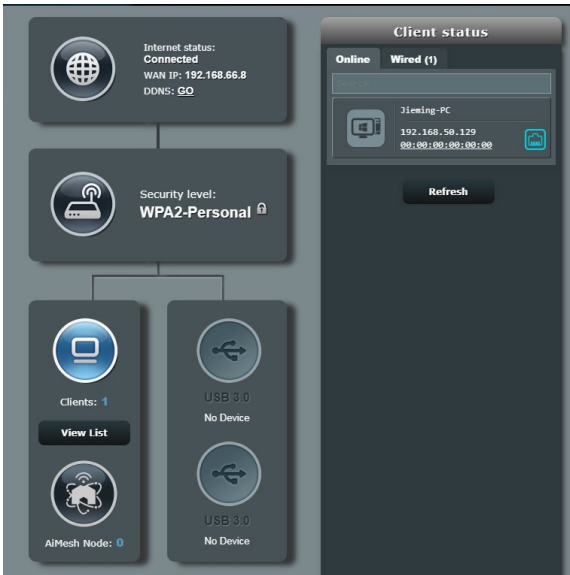 Internet status:
Connected
WAN IP: 192.168.66.8
DDNS: GO
Security level:
WPA2-Personal
Clients: 1
View List
AiMesh Node: 0
USB 3.0
No Device
USB 3.0
No Device
Client status
Online Wired (1)
Search
Jieming-PC
192.168.50.129
00:00:00:00:00:00
Refresh